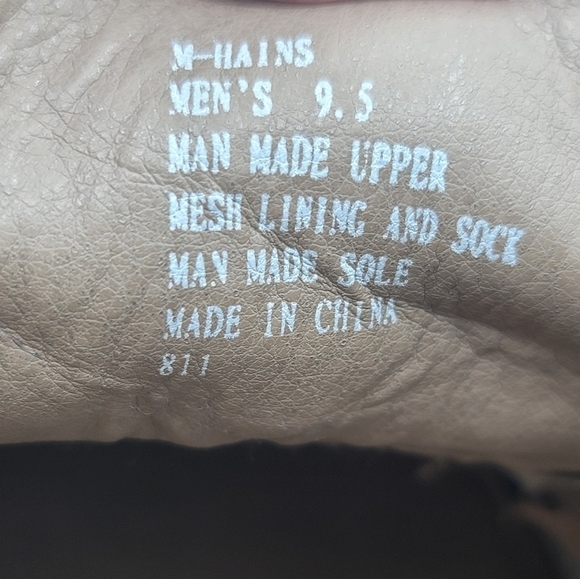 M-HAINS
MEN'S 9.5
MAN MADE UPPER
MESH LINING AND SOCK
MAN MADE SOLE
MADE IN CHINA
811